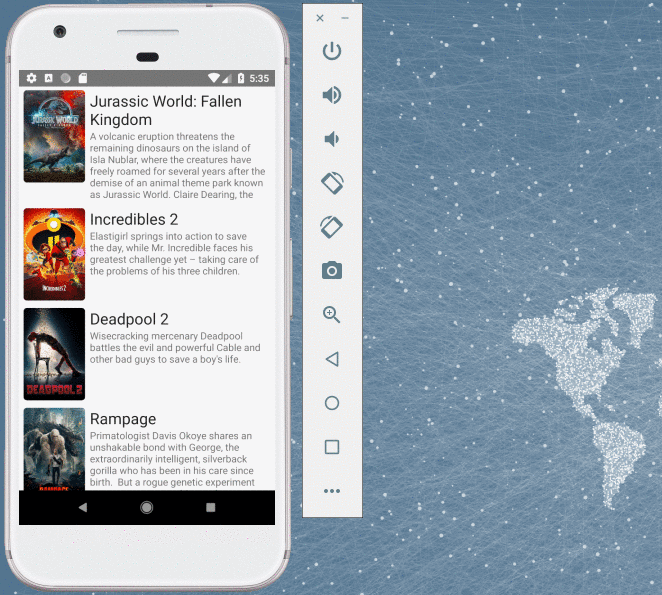 5:35
JURASSIC WORLD
Jurassic World: Fallen
Kingdom
A volcanic eruption threatens the
remaining dinosaurs on the island of
Isla Nublar, where the creatures have
freely roamed for several years after the
demise of an animal theme park known
as Jurassic World. Claire Dearing, the
Incredibles 2
Elastigirl springs into action to save
the day, while Mr. Incredible faces his
greatest challenge yet – taking care of
the problems of his three children.
INCREDIBLES 2
Deadpool 2
Wisecracking mercenary Deadpool
battles the evil and powerful Cable and
other bad guys to save a boy's life.
DEADPOOL 2
Rampage
Primatologist Davis Okoye shares an
unshakable bond with George, the
extraordinarily intelligent, silverback
gorilla who has been in his care since
birth.  But a rogue genetic experiment
RAMPAGE